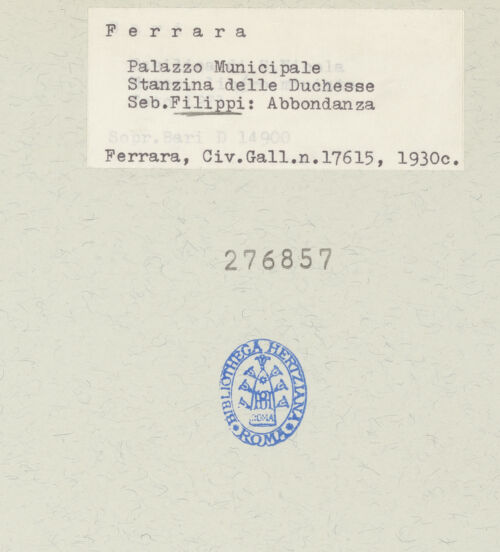 F e r r a r a
Palazzo Municipale
Stanzina delle Duchesse
Seb.Filippi: Abbondanza
Sopr.Bari D 14900
Ferrara, Civ.Gall.n.17615, 1930c.
276857
BIBLIOTHECA HERTZIANA
ROMA
• ROMA •